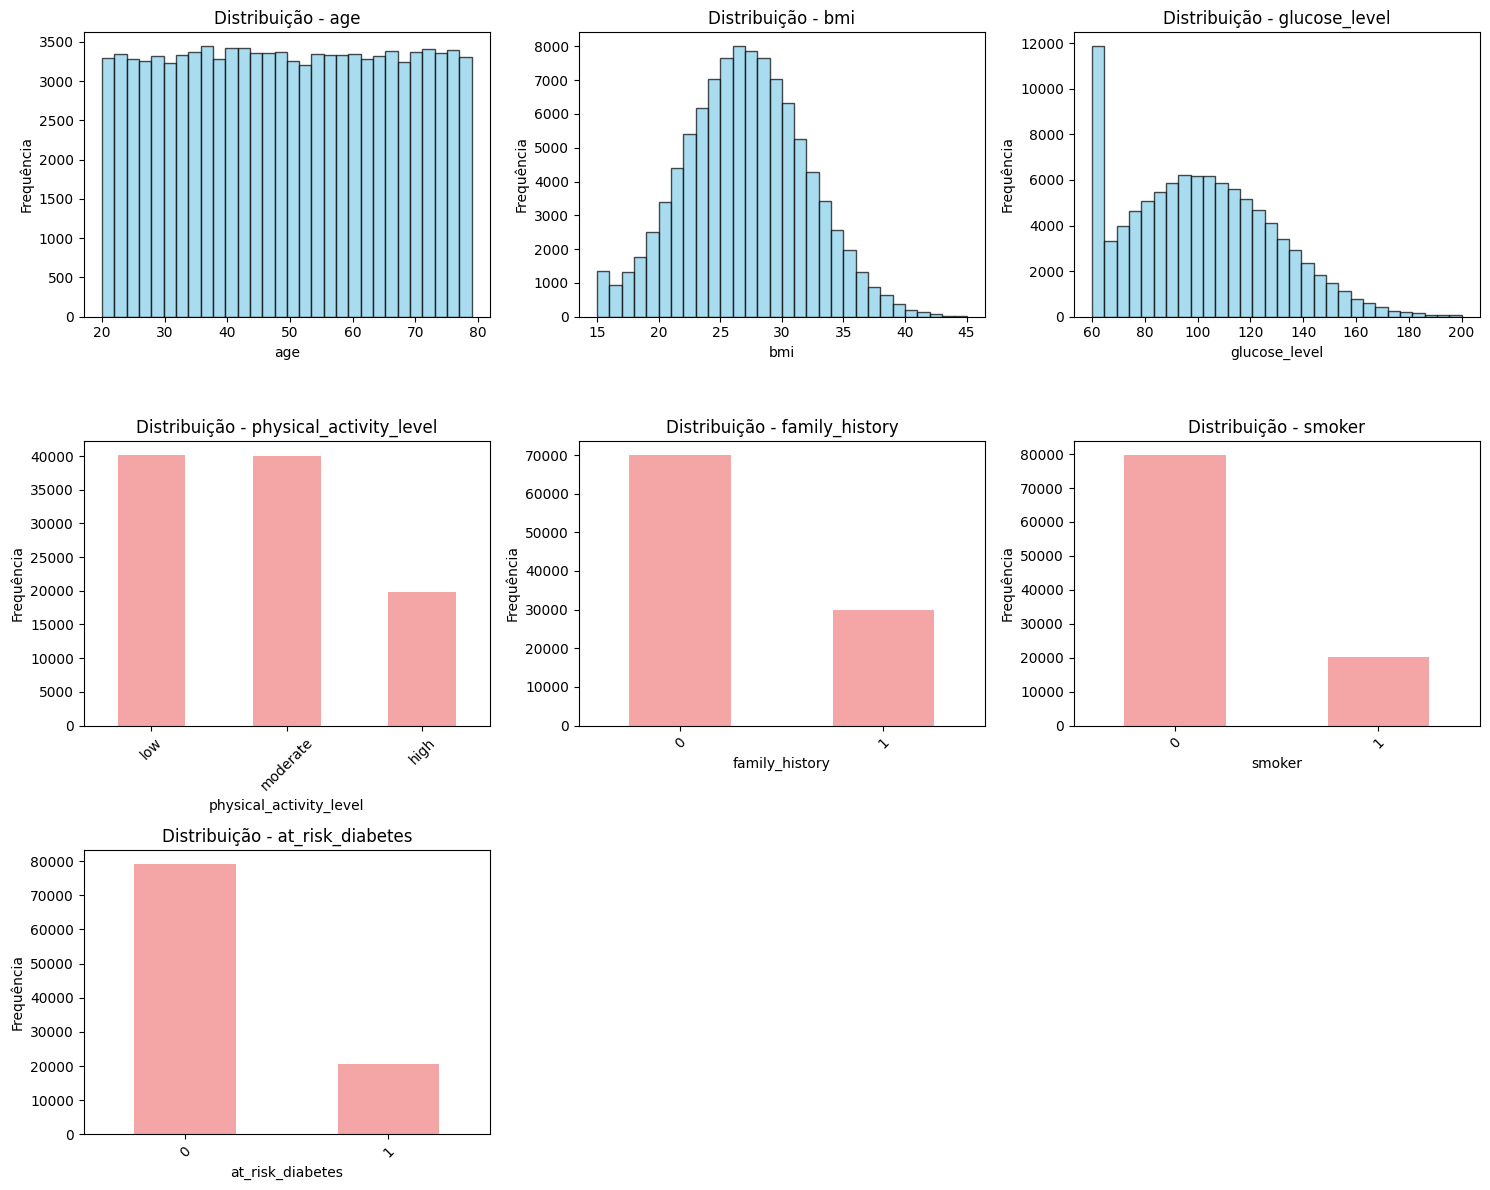 Distribuição - age
Frequência
3500
3000
2500
2000
1500
1000
500
0
20 30 40 50 60 70 80
age
Distribuição - bmi
Frequência
8000
7000
6000
5000
4000
3000
2000
1000
0
15 20 25 30 35 40 45
bmi
Distribuição - glucose_level
Frequência
12000
10000
8000
6000
4000
2000
0
60 80 100 120 140 160 180 200
glucose_level
Distribuição - physical_activity_level
Frequência
40000
35000
30000
25000
20000
15000
10000
5000
0
low moderate high
physical_activity_level
Distribuição - family_history
Frequência
70000
60000
50000
40000
30000
20000
10000
0
0 1
family_history
Distribuição - smoker
Frequência
80000
70000
60000
50000
40000
30000
20000
10000
0
0 1
smoker
Distribuição - at_risk_diabetes
Frequência
80000
70000
60000
50000
40000
30000
20000
10000
0
0 1
at_risk_diabetes